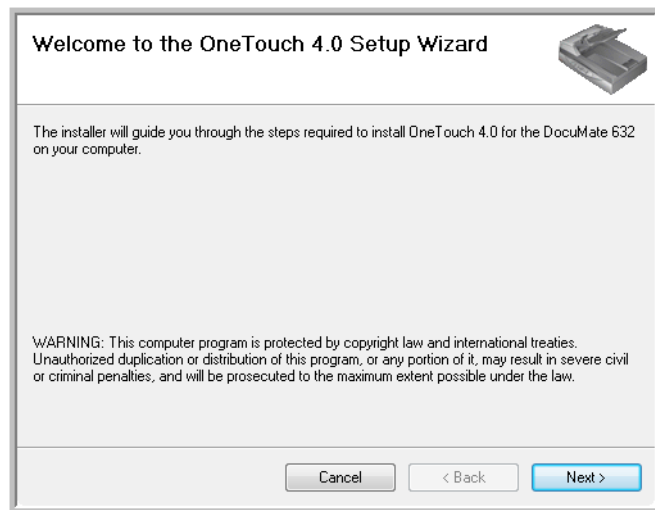 Welcome to the OneTouch 4.0 Setup Wizard
The installer will guide you through the steps required to install OneTouch 4.0 for the DocuMate 632
on your computer.
WARNING: This computer program is protected by copyright law and international treaties.
Unauthorized duplication or distribution of this program, or any portion of it, may result in severe civil
or criminal penalties, and will be prosecuted to the maximum extent possible under the law.
Cancel < Back Next >